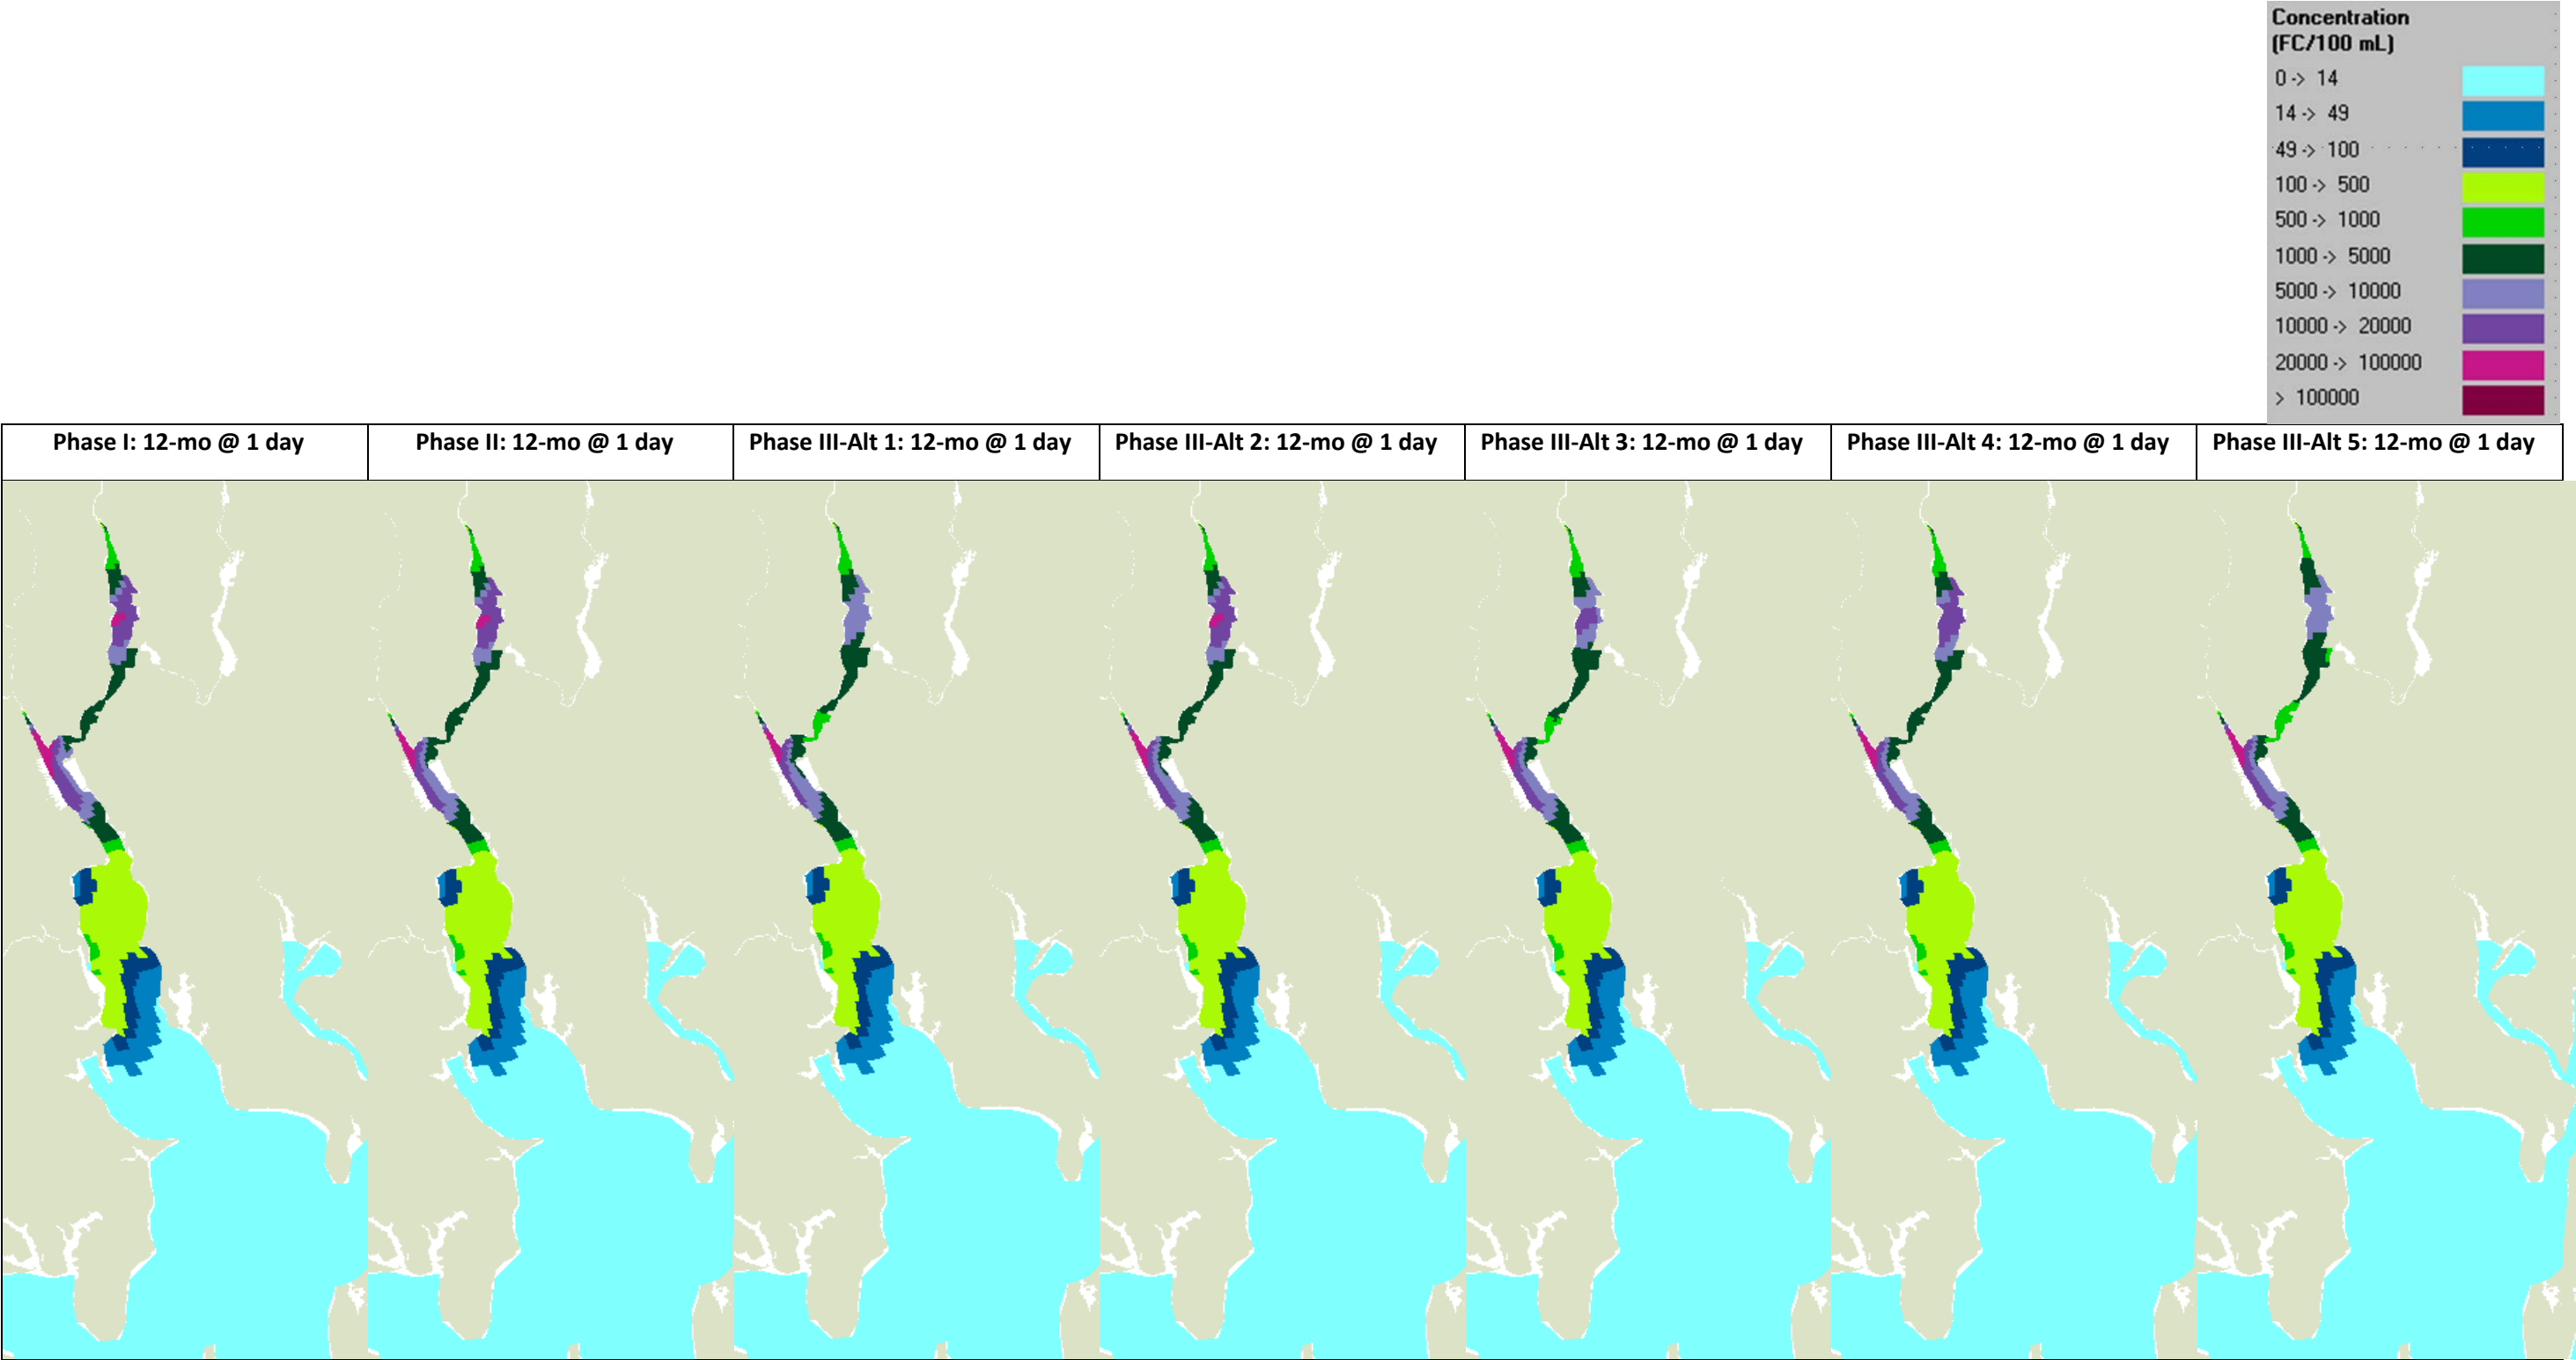 Concentration
(FC/100 mL)
0 -> 14
14 -> 49
49 -> 100
100 -> 500
500 -> 1000
1000 -> 5000
5000 -> 10000
10000 -> 20000
20000 -> 100000
> 100000
Phase I: 12-mo @ 1 day
Phase II: 12-mo @ 1 day
Phase III-Alt 1: 12-mo @ 1 day
Phase III-Alt 2: 12-mo @ 1 day
Phase III-Alt 3: 12-mo @ 1 day
Phase III-Alt 4: 12-mo @ 1 day
Phase III-Alt 5: 12-mo @ 1 day